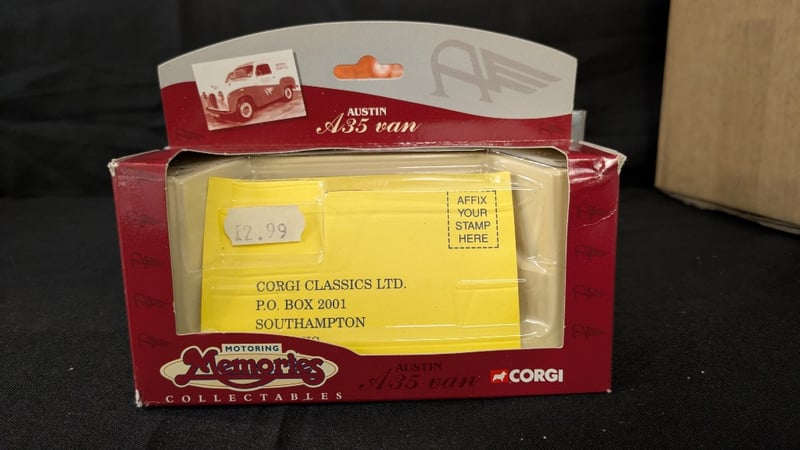 AUSTIN
A35 van
£2.99
AFFIX
YOUR
STAMP
HERE
CORGI CLASSICS LTD.
P.O. BOX 2001
SOUTHAMPTON
MOTORING
Memories
COLLECTABLES
AUSTIN
A35 van
CORGI